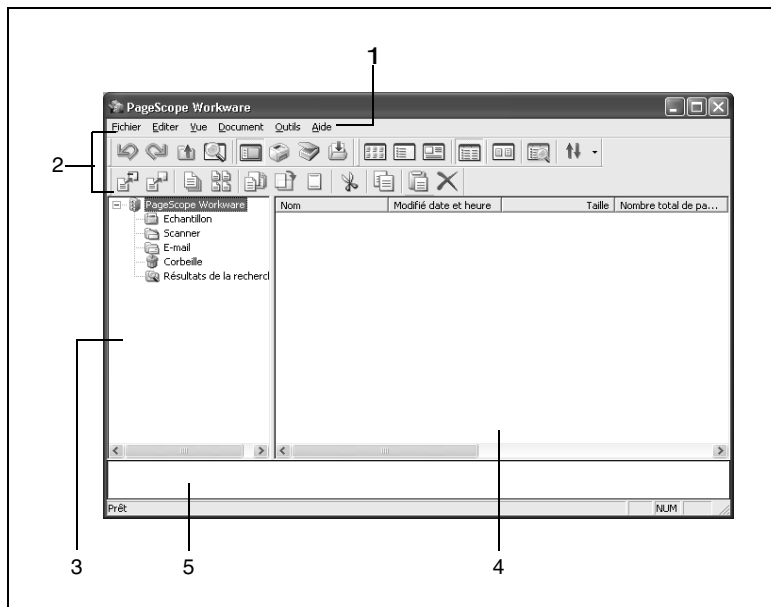 1
PageScope Workware
Fichier Editer Vue Document Outils Aide
2
PageScope Workware
Echantillon
Scanner
E-mail
Corbeille
Résultats de la rechercl
Nom Modifié date et heure Taille Nombre total de pa...
Prêt NUM
3 5 4